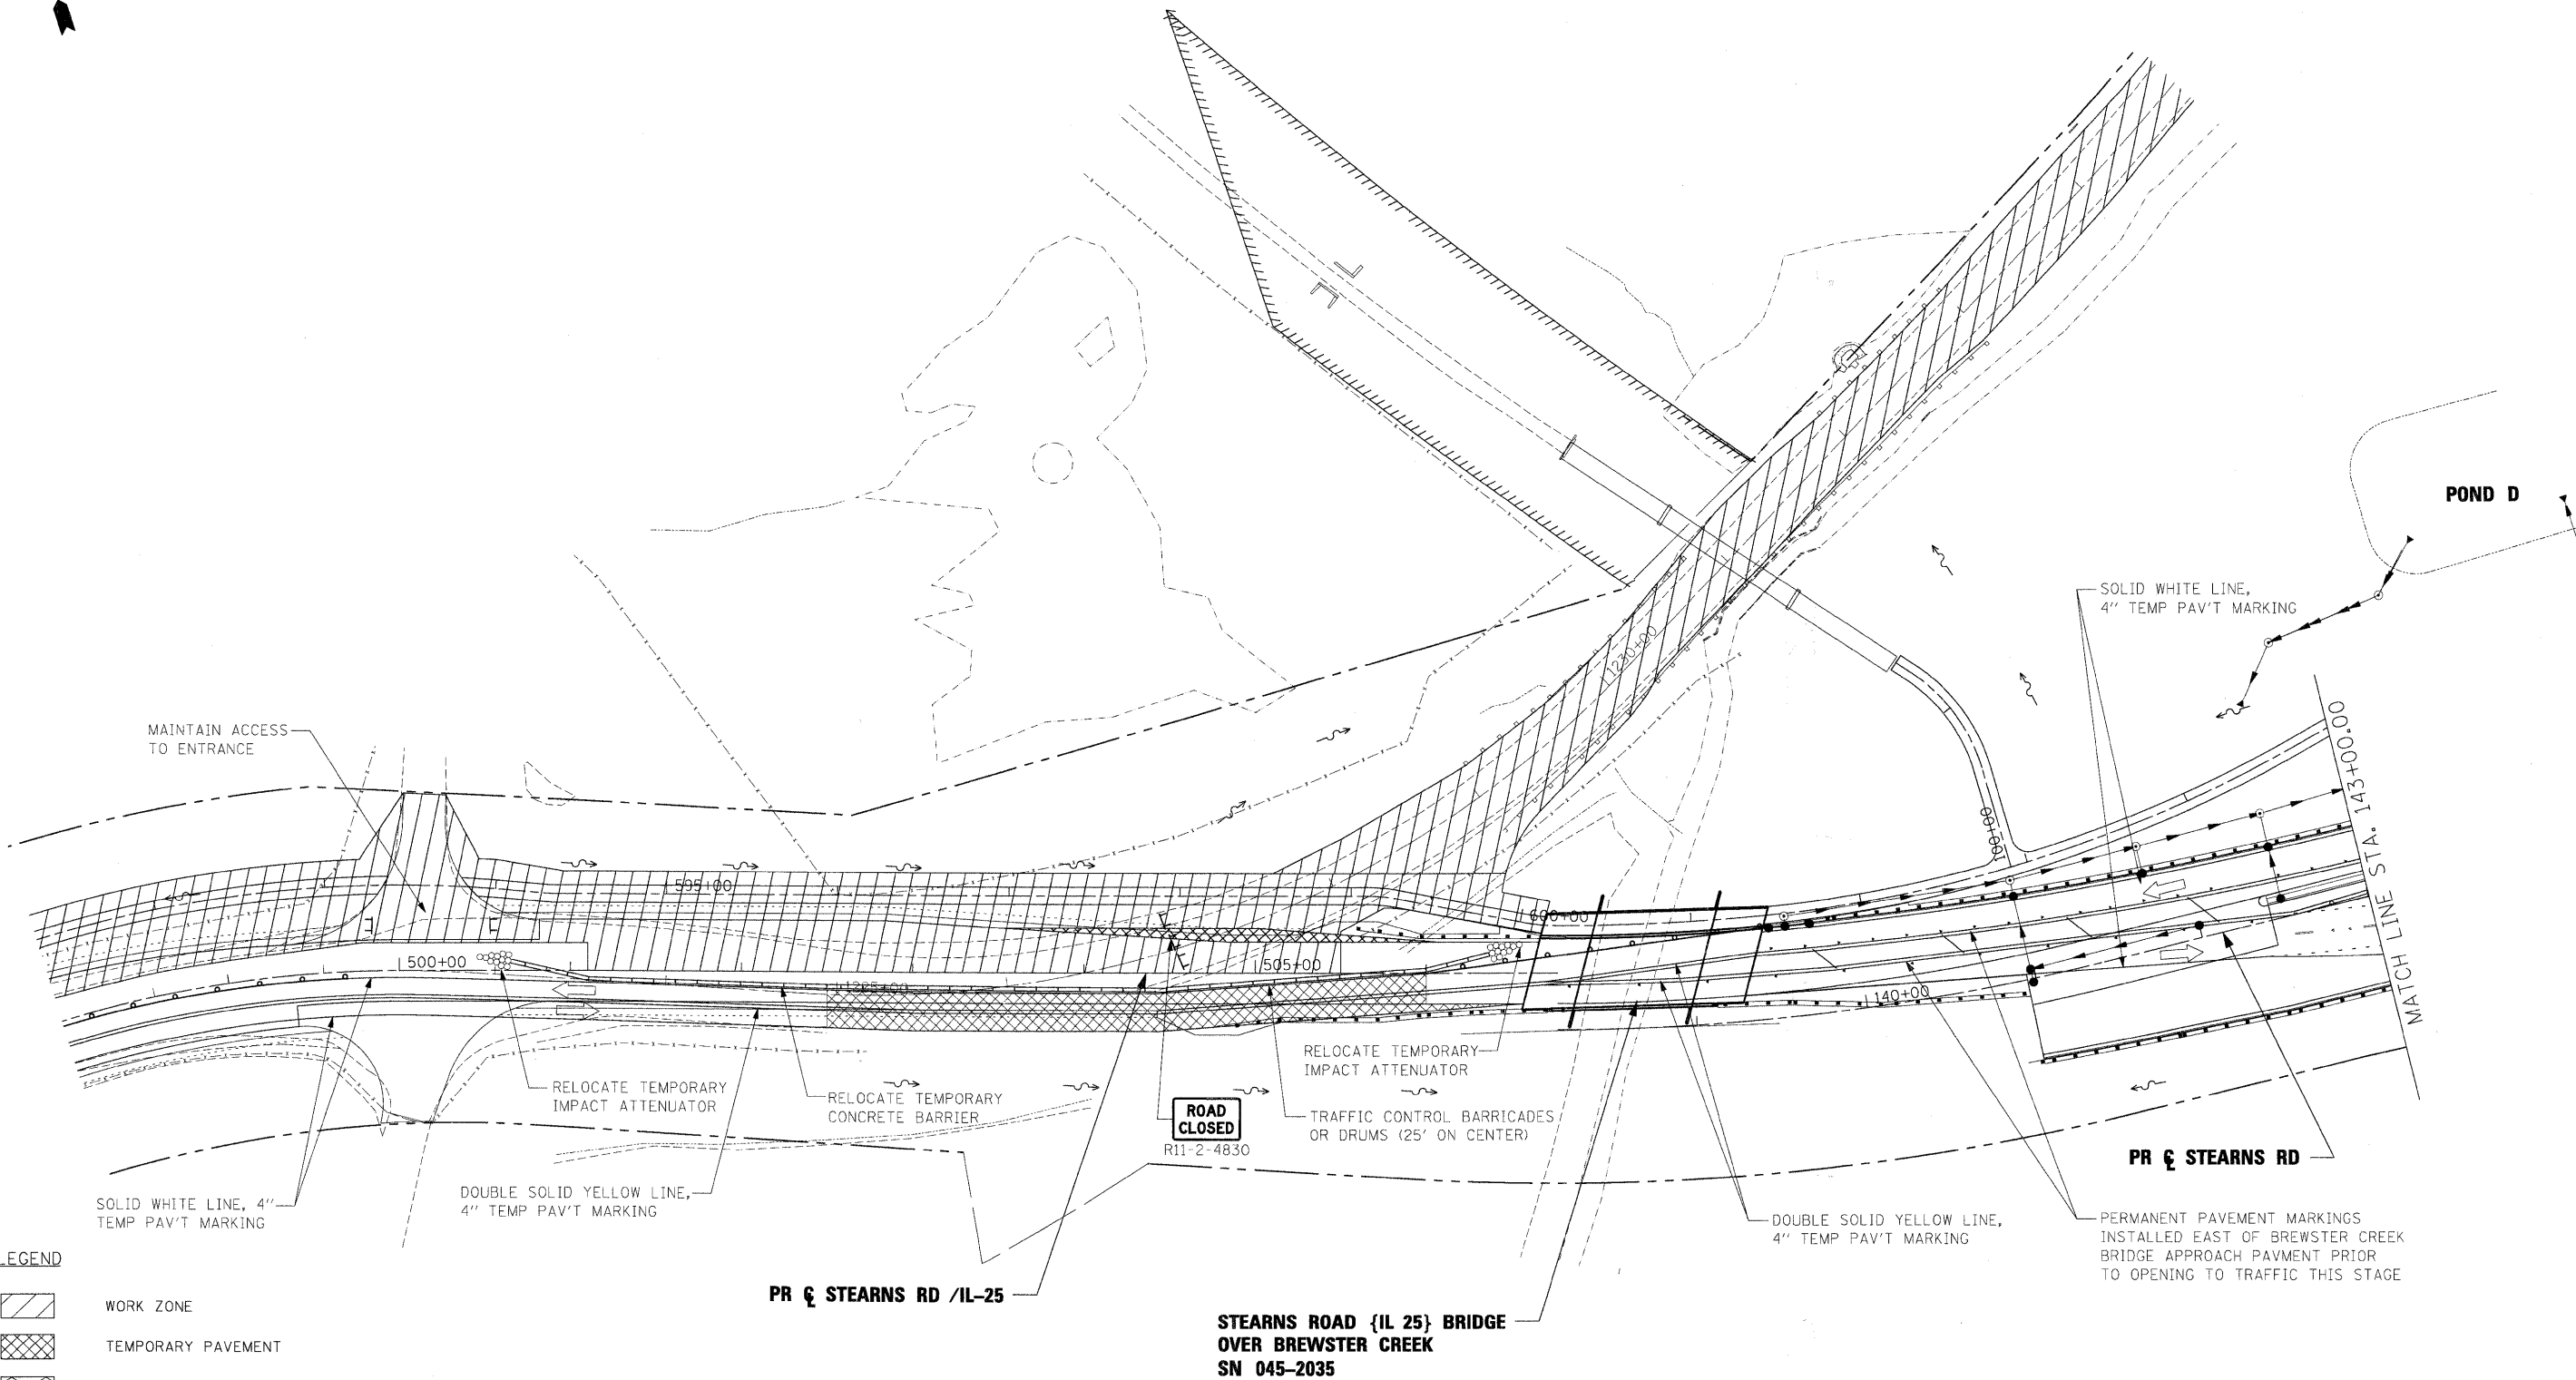 POND D
SOLID WHITE LINE,
4" TEMP PAV'T MARKING
1230+00
MAINTAIN ACCESS
TO ENTRANCE
MATCH LINE STA. 143+00.00
100+00
595+00
600+00
500+00
505+00
1225+00
140+00
RELOCATE TEMPORARY
IMPACT ATTENUATOR
RELOCATE TEMPORARY
IMPACT ATTENUATOR
RELOCATE TEMPORARY
CONCRETE BARRIER
ROAD
CLOSED
R11-2-4830
TRAFFIC CONTROL BARRICADES
OR DRUMS (25' ON CENTER)
PR ℄ STEARNS RD
SOLID WHITE LINE, 4"
TEMP PAV'T MARKING
DOUBLE SOLID YELLOW LINE,
4" TEMP PAV'T MARKING
DOUBLE SOLID YELLOW LINE,
4" TEMP PAV'T MARKING
PERMANENT PAVEMENT MARKINGS
INSTALLED EAST OF BREWSTER CREEK
BRIDGE APPROACH PAVMENT PRIOR
TO OPENING TO TRAFFIC THIS STAGE
PR ℄ STEARNS RD /IL-25
STEARNS ROAD {IL 25} BRIDGE
OVER BREWSTER CREEK
SN 045-2035
LEGEND
WORK ZONE
TEMPORARY PAVEMENT